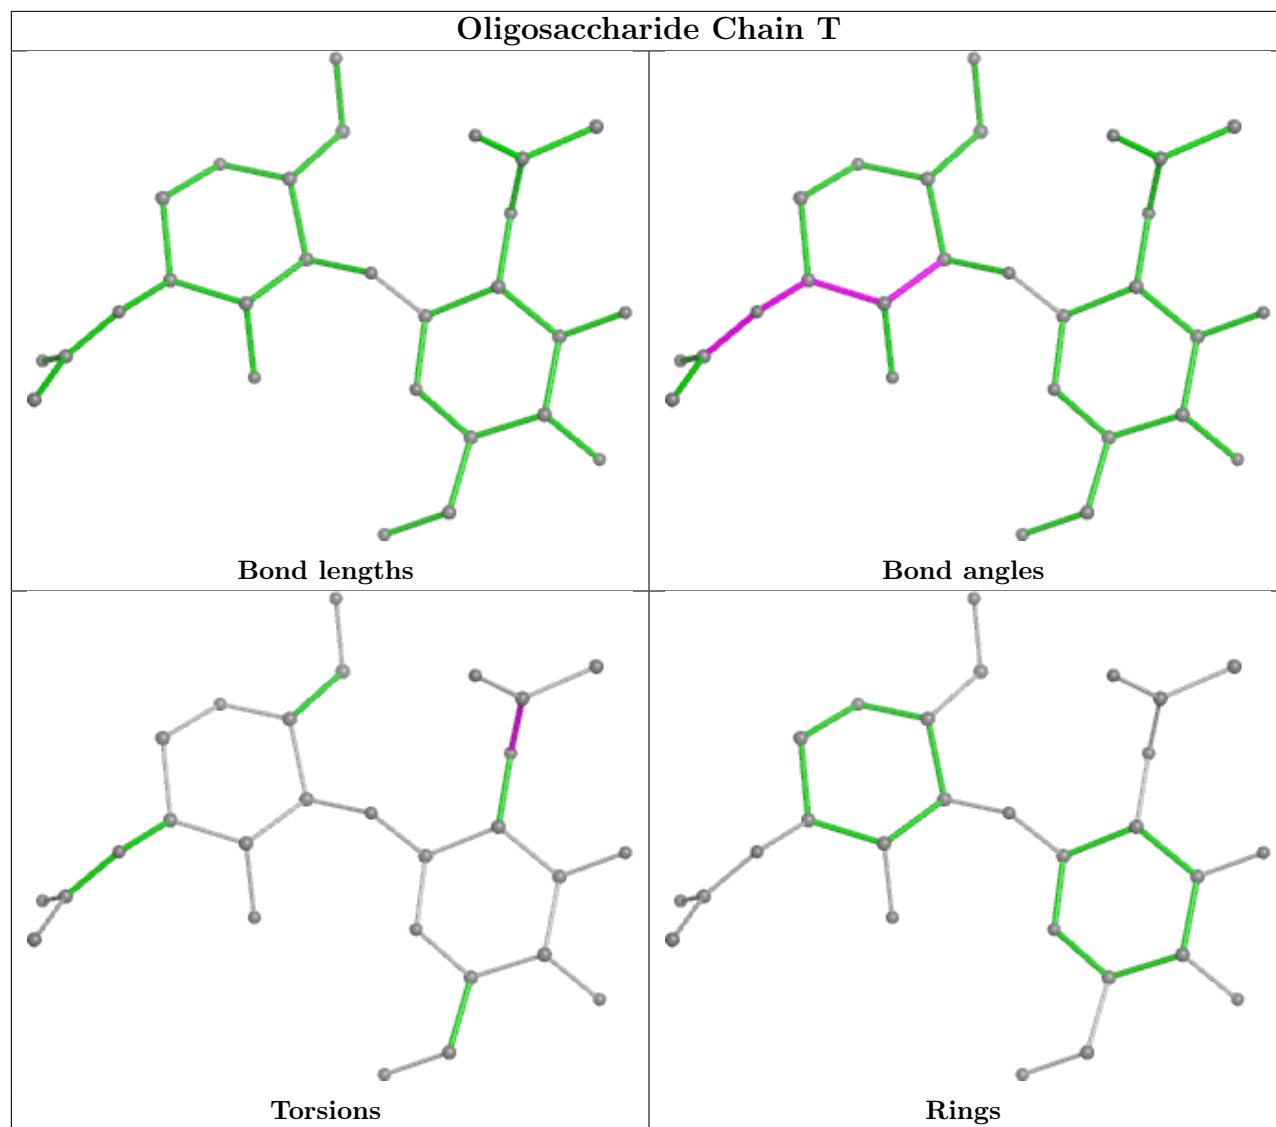 Oligosaccharide Chain T
Bond lengths
Bond angles
Torsions
Rings